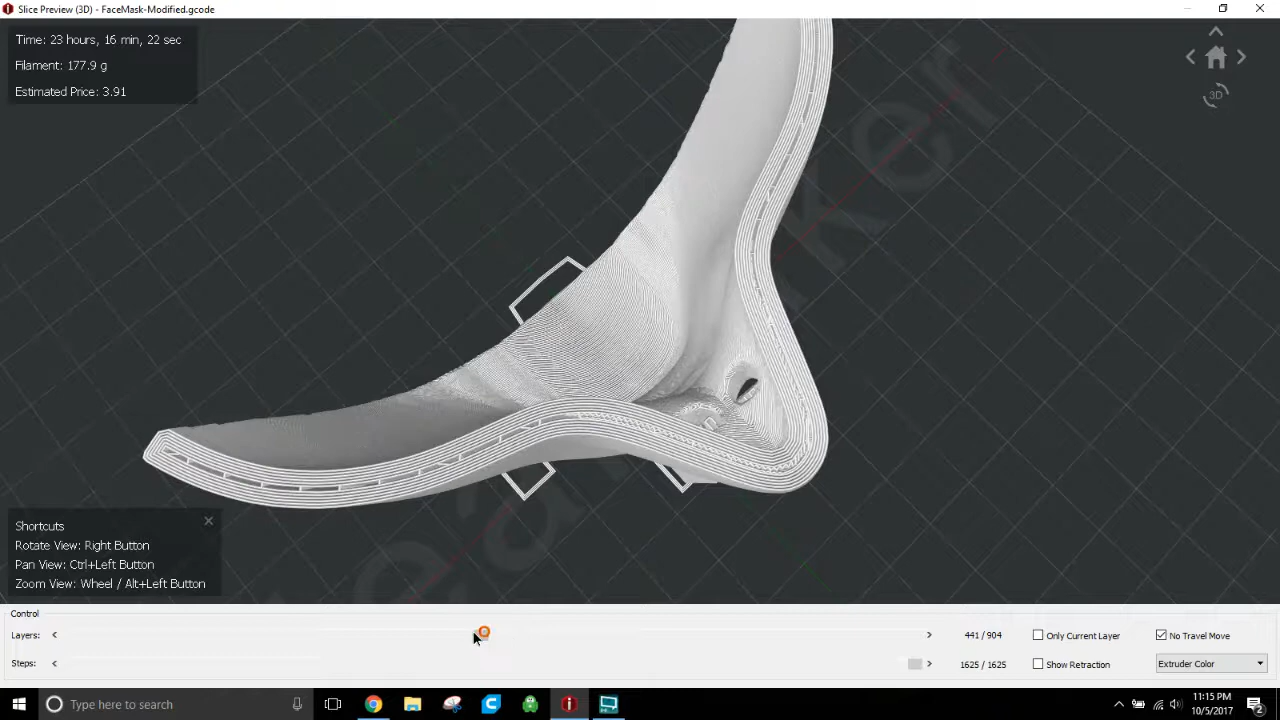 Slice Preview (3D) - FaceMask-Modified.gcode
Time: 23 hours, 16 min, 22 sec
Filament: 177.9 g
Estimated Price: 3.91
3D
Shortcuts
Rotate View: Right Button
Pan View: Ctrl+Left Button
Zoom View: Wheel / Alt+Left Button
Control
Layers:
441 / 904
Only Current Layer
No Travel Move
Steps:
1625 / 1625
Show Retraction
Extruder Color
Type here to search
11:15 PM
10/5/2017
2